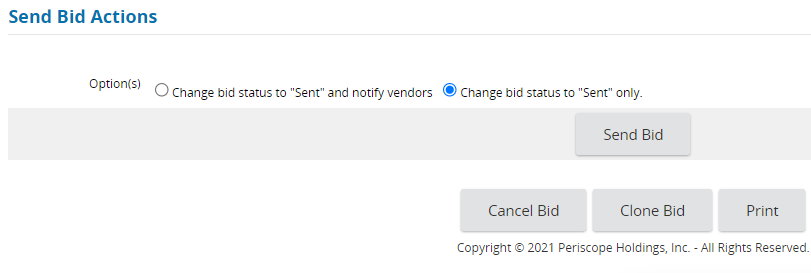 Send Bid Actions
Option(s) Change bid status to "Sent" and notify vendors Change bid status to "Sent" only.
Send Bid
Cancel Bid Clone Bid Print
Copyright © 2021 Periscope Holdings, Inc. - All Rights Reserved.